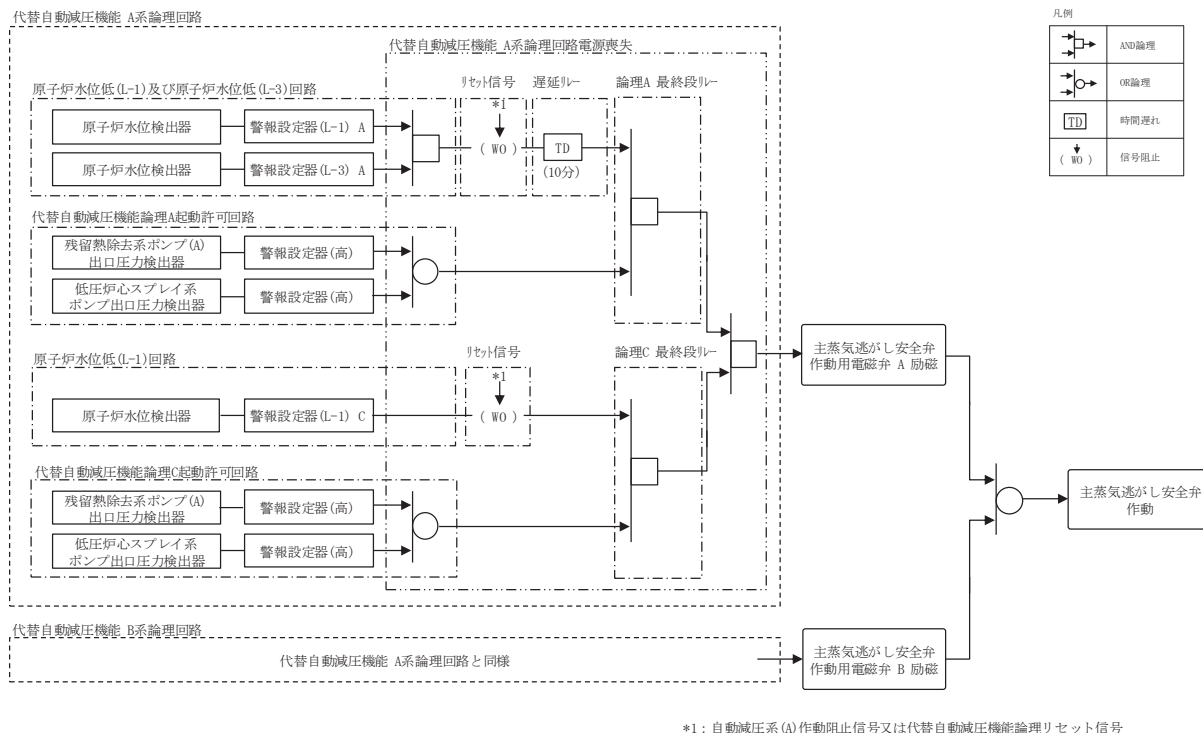 代替自動減圧機能 A系論理回路
代替自動減圧機能 A系論理回路電源喪失
原子炉水位低(L-1)及び原子炉水位低(L-3)回路
リセット信号
遅延リレー
論理A 最終段リレー
*1
原子炉水位検出器
警報設定器(L-1) A
( WO )
TD
(10分)
原子炉水位検出器
警報設定器(L-3) A
代替自動減圧機能論理A起動許可回路
残留熱除去系ポンプ(A)
出口圧力検出器
警報設定器(高)
低圧炉心スプレイ系
ポンプ出口圧力検出器
警報設定器(高)
原子炉水位低(L-1)回路
リセット信号
論理C 最終段リレー
*1
原子炉水位検出器
警報設定器(L-1) C
( WO )
代替自動減圧機能論理C起動許可回路
残留熱除去系ポンプ(A)
出口圧力検出器
警報設定器(高)
低圧炉心スプレイ系
ポンプ出口圧力検出器
警報設定器(高)
主蒸気逃がし安全弁
作動用電磁弁 A 励磁
主蒸気逃がし安全弁
作動
代替自動減圧機能 B系論理回路
代替自動減圧機能 A系論理回路と同様
主蒸気逃がし安全弁
作動用電磁弁 B 励磁
凡例
AND論理
OR論理
TD
時間遅れ
( WO )
信号阻止
*1：自動減圧系(A)作動阻止信号又は代替自動減圧機能論理リセット信号